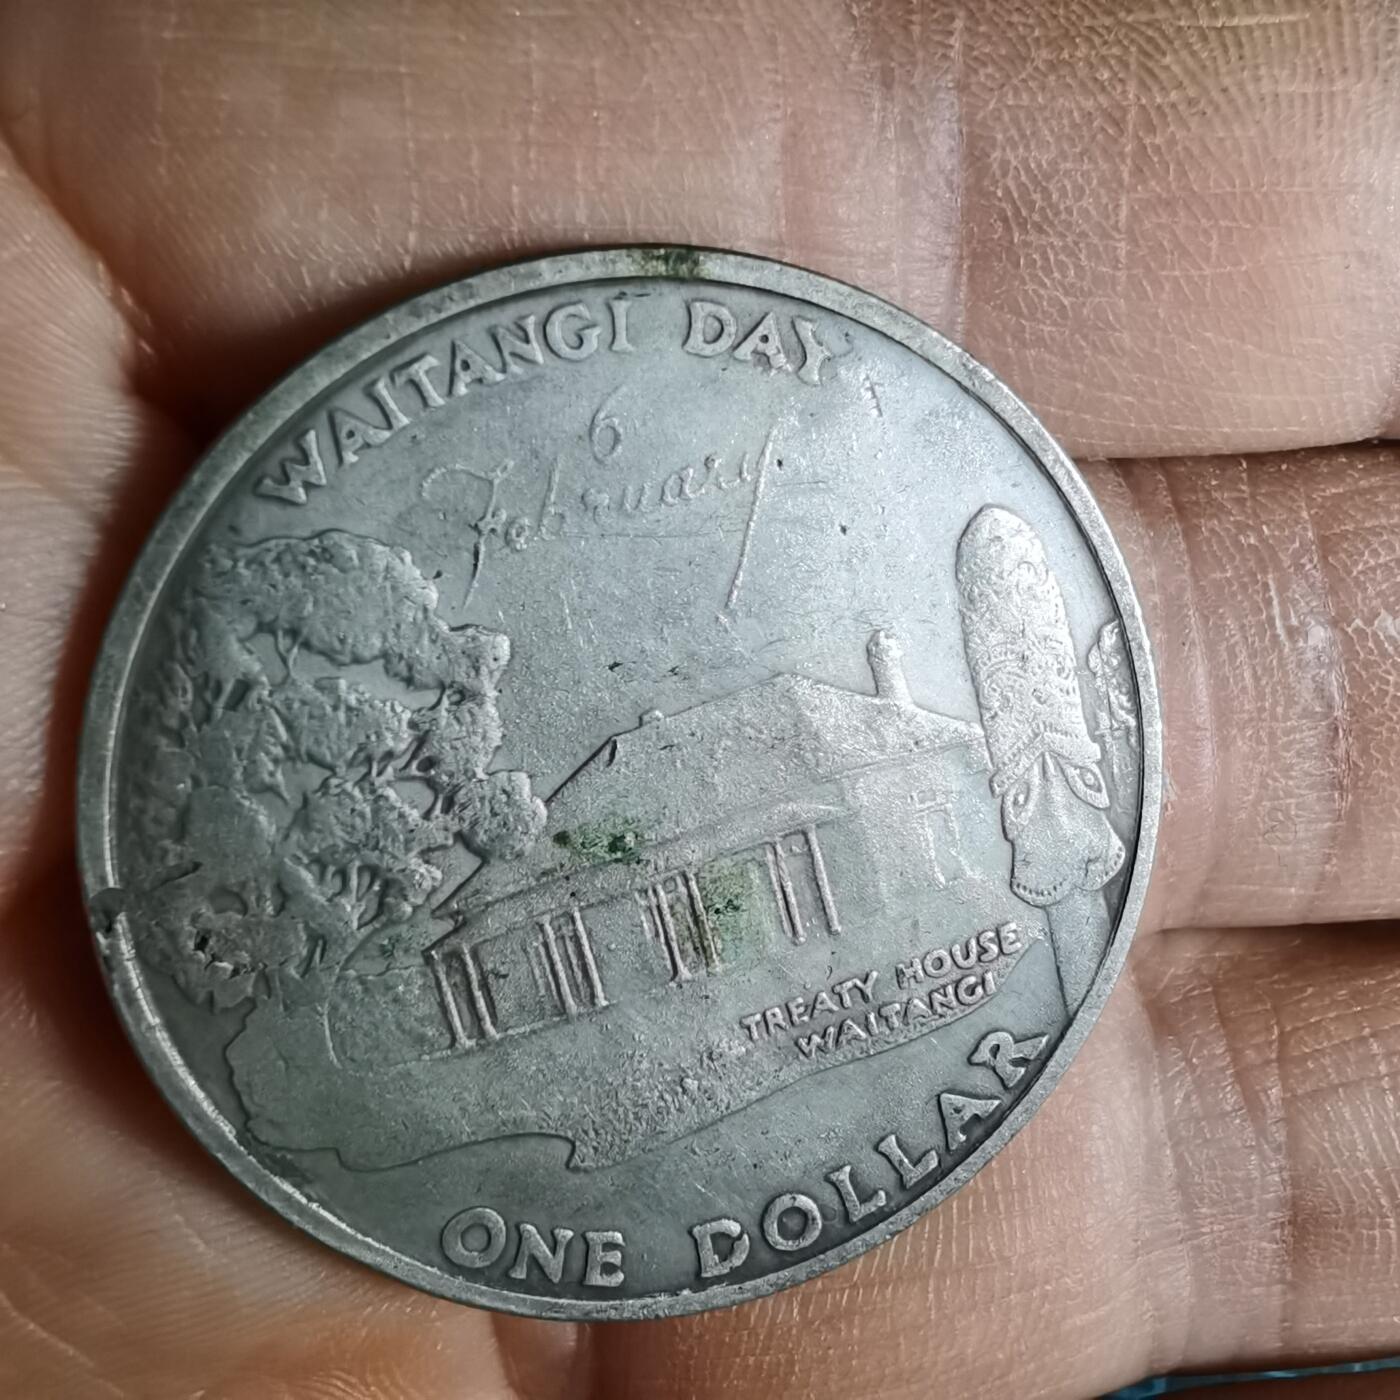 WAITANGI DAY
6
February
TREATY HOUSE
WAITANGI
ONE DOLLAR